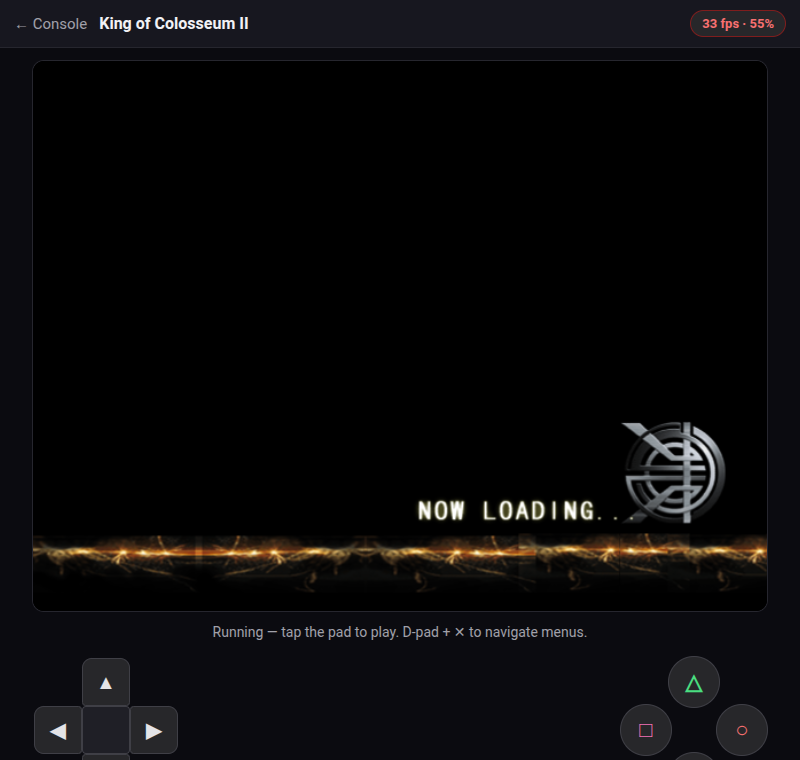 ← Console King of Colosseum II
33 fps · 55%
NOW LOADING...
Running — tap the pad to play. D-pad + ✕ to navigate menus.
▲
△
◀ ▶
□ ○